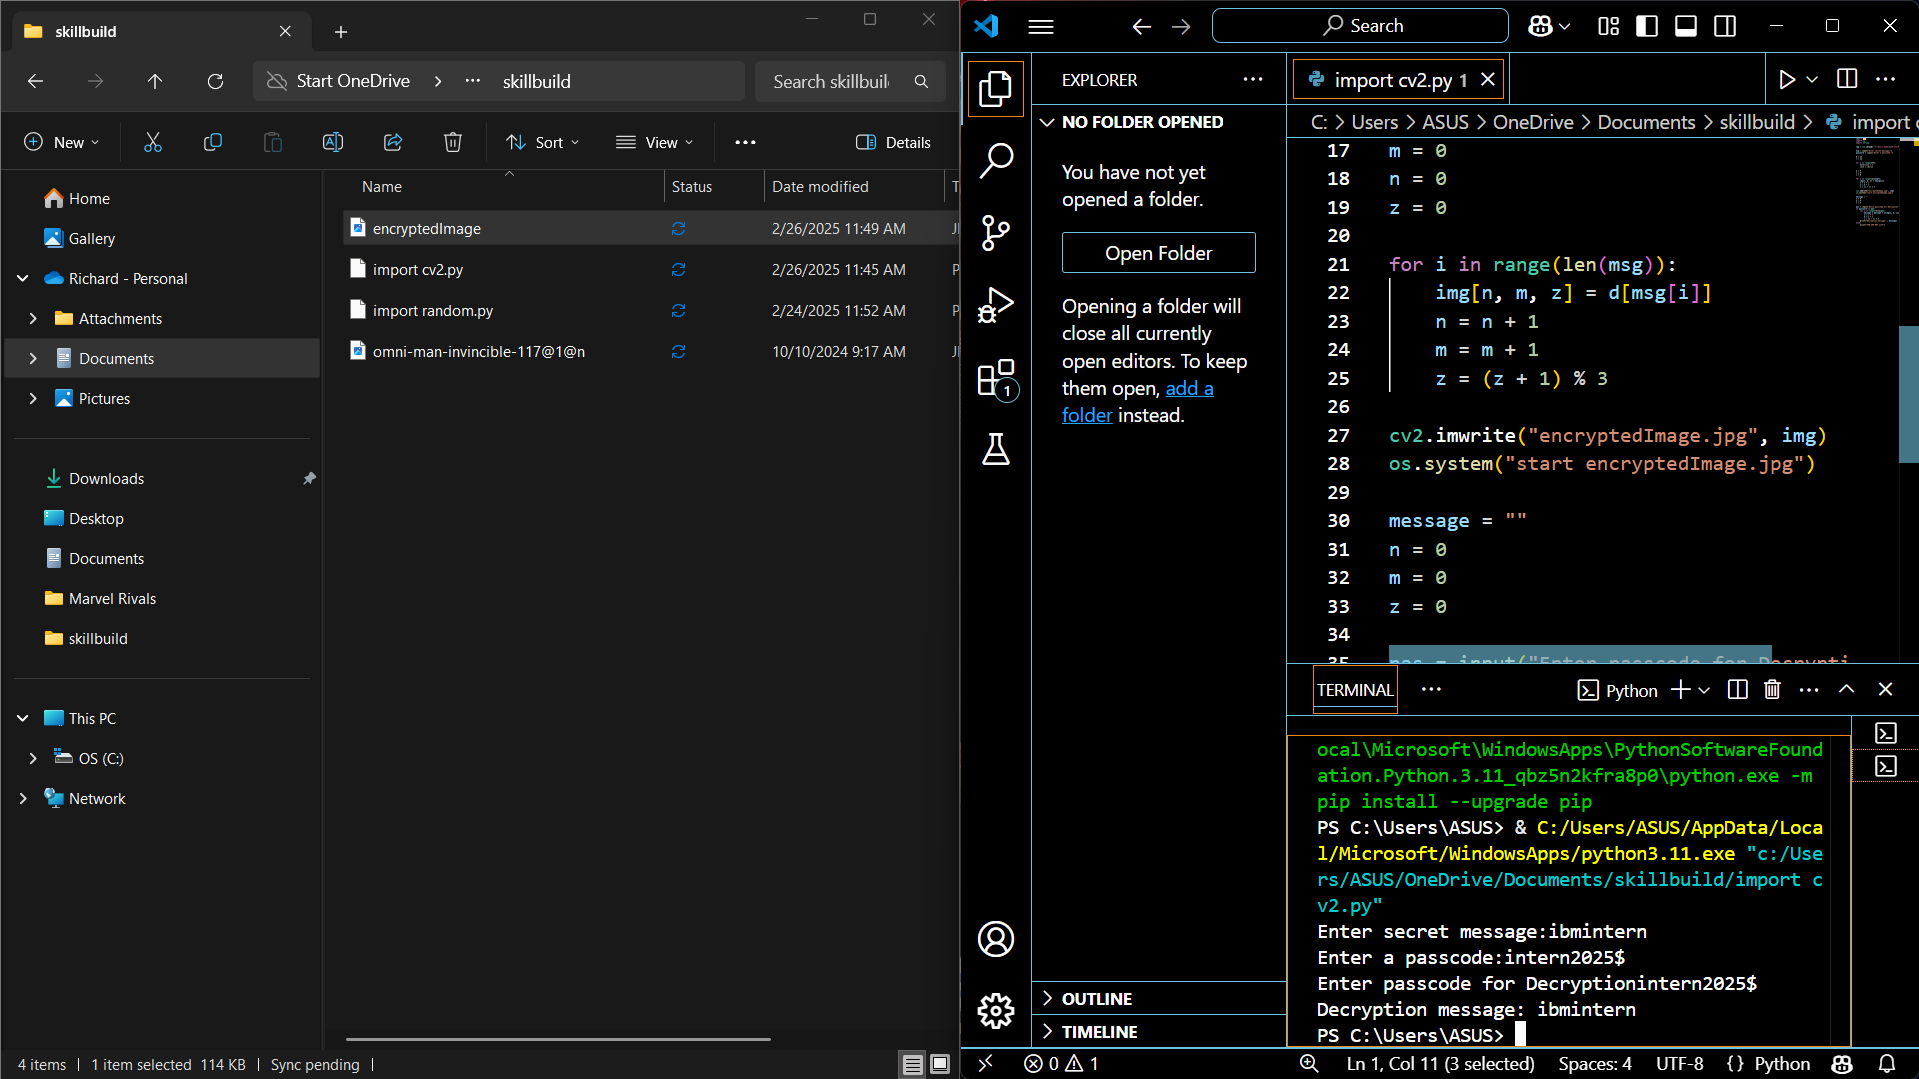 skillbuild
Start OneDrive
skillbuild
Search skillbuil
New
Sort
View
Details
Name
Status
Date modified
Home
Gallery
Richard - Personal
Attachments
Documents
Pictures
Downloads
Desktop
Documents
Marvel Rivals
skillbuild
This PC
OS (C:)
Network
encryptedImage 2/26/2025 11:49 AM
import cv2.py 2/26/2025 11:45 AM
import random.py 2/24/2025 11:52 AM
omni-man-invincible-117@1@n 10/10/2024 9:17 AM
4 items 1 item selected 114 KB Sync pending
Search
EXPLORER
NO FOLDER OPENED
You have not yet
opened a folder.
Open Folder
Opening a folder will
close all currently
open editors. To keep
them open, add a
folder instead.
1
OUTLINE
TIMELINE
import cv2.py 1
C: > Users > ASUS > OneDrive > Documents > skillbuild > import
17 m = 0
18 n = 0
19 z = 0
20
21 for i in range(len(msg)):
22 img[n, m, z] = d[msg[i]]
23 n = n + 1
24 m = m + 1
25 z = (z + 1) % 3
26
27 cv2.imwrite("encryptedImage.jpg", img)
28 os.system("start encryptedImage.jpg")
29
30 message = ""
31 n = 0
32 m = 0
33 z = 0
34
35 pas = input("Enter passcode for Decrypti
TERMINAL
Python
ocal\Microsoft\WindowsApps\PythonSoftwareFound
ation.Python.3.11_qbz5n2kfra8p0\python.exe -m
pip install --upgrade pip
PS C:\Users\ASUS> & C:/Users/ASUS/AppData/Loca
l/Microsoft/WindowsApps/python3.11.exe "c:/Use
rs/ASUS/OneDrive/Documents/skillbuild/import c
v2.py"
Enter secret message:ibmintern
Enter a passcode:intern2025$
Enter passcode for Decryptionintern2025$
Decryption message: ibmintern
PS C:\Users\ASUS>
0 1
Ln 1, Col 11 (3 selected) Spaces: 4 UTF-8 {} Python